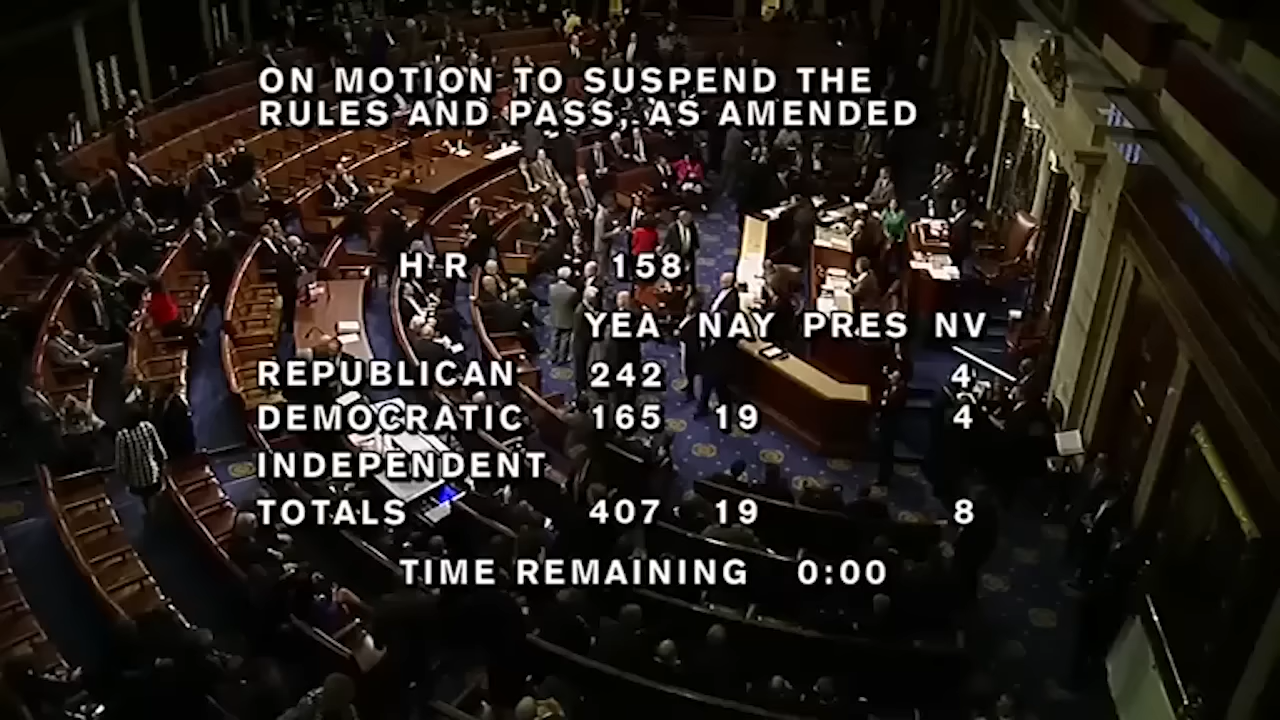 ON MOTION TO SUSPEND THE
RULES AND PASS, AS AMENDED
H R 158
YEA NAY PRES NV
REPUBLICAN 242 4
DEMOCRATIC 165 19 4
INDEPENDENT
TOTALS 407 19 8
TIME REMAINING 0:00